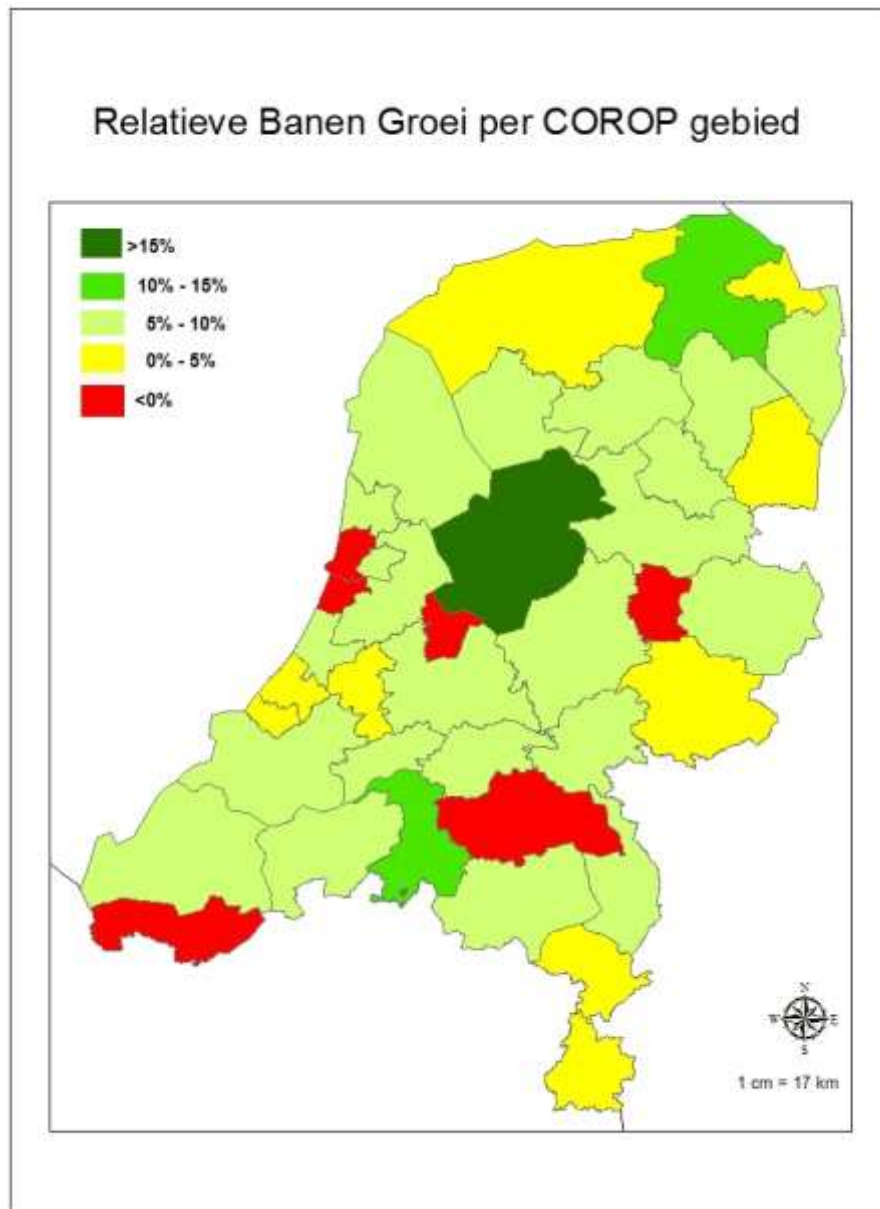 Relatieve Banen Groei per COROP gebied
>15%
10% - 15%
5% - 10%
0% - 5%
<0%
N
W E
S
1 cm = 17 km